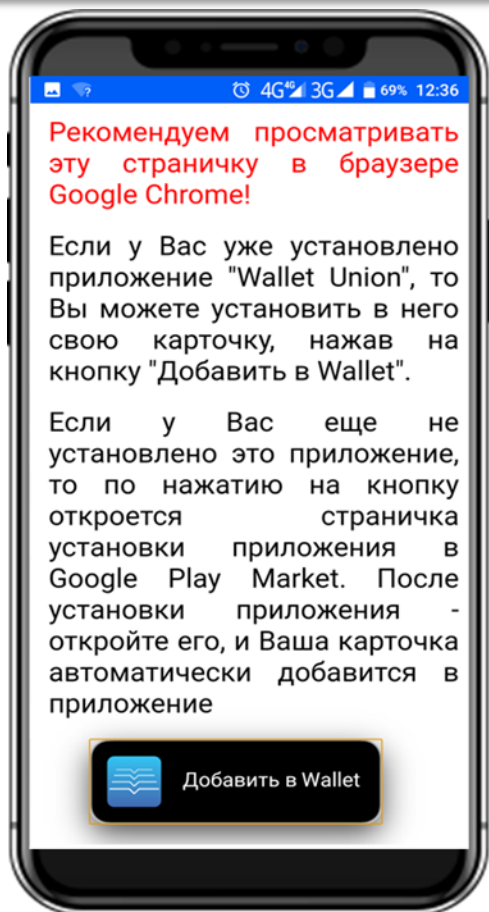 4G 4G 3G 69% 12:36
Рекомендуем просматривать
эту страничку в браузере
Google Chrome!
Если у Вас уже установлено
приложение "Wallet Union", то
Вы можете установить в него
свою карточку, нажав на
кнопку "Добавить в Wallet".
Если у Вас еще не
установлено это приложение,
то по нажатию на кнопку
откроется страничка
установки приложения в
Google Play Market. После
установки приложения -
откройте его, и Ваша карточка
автоматически добавится в
приложение
Добавить в Wallet